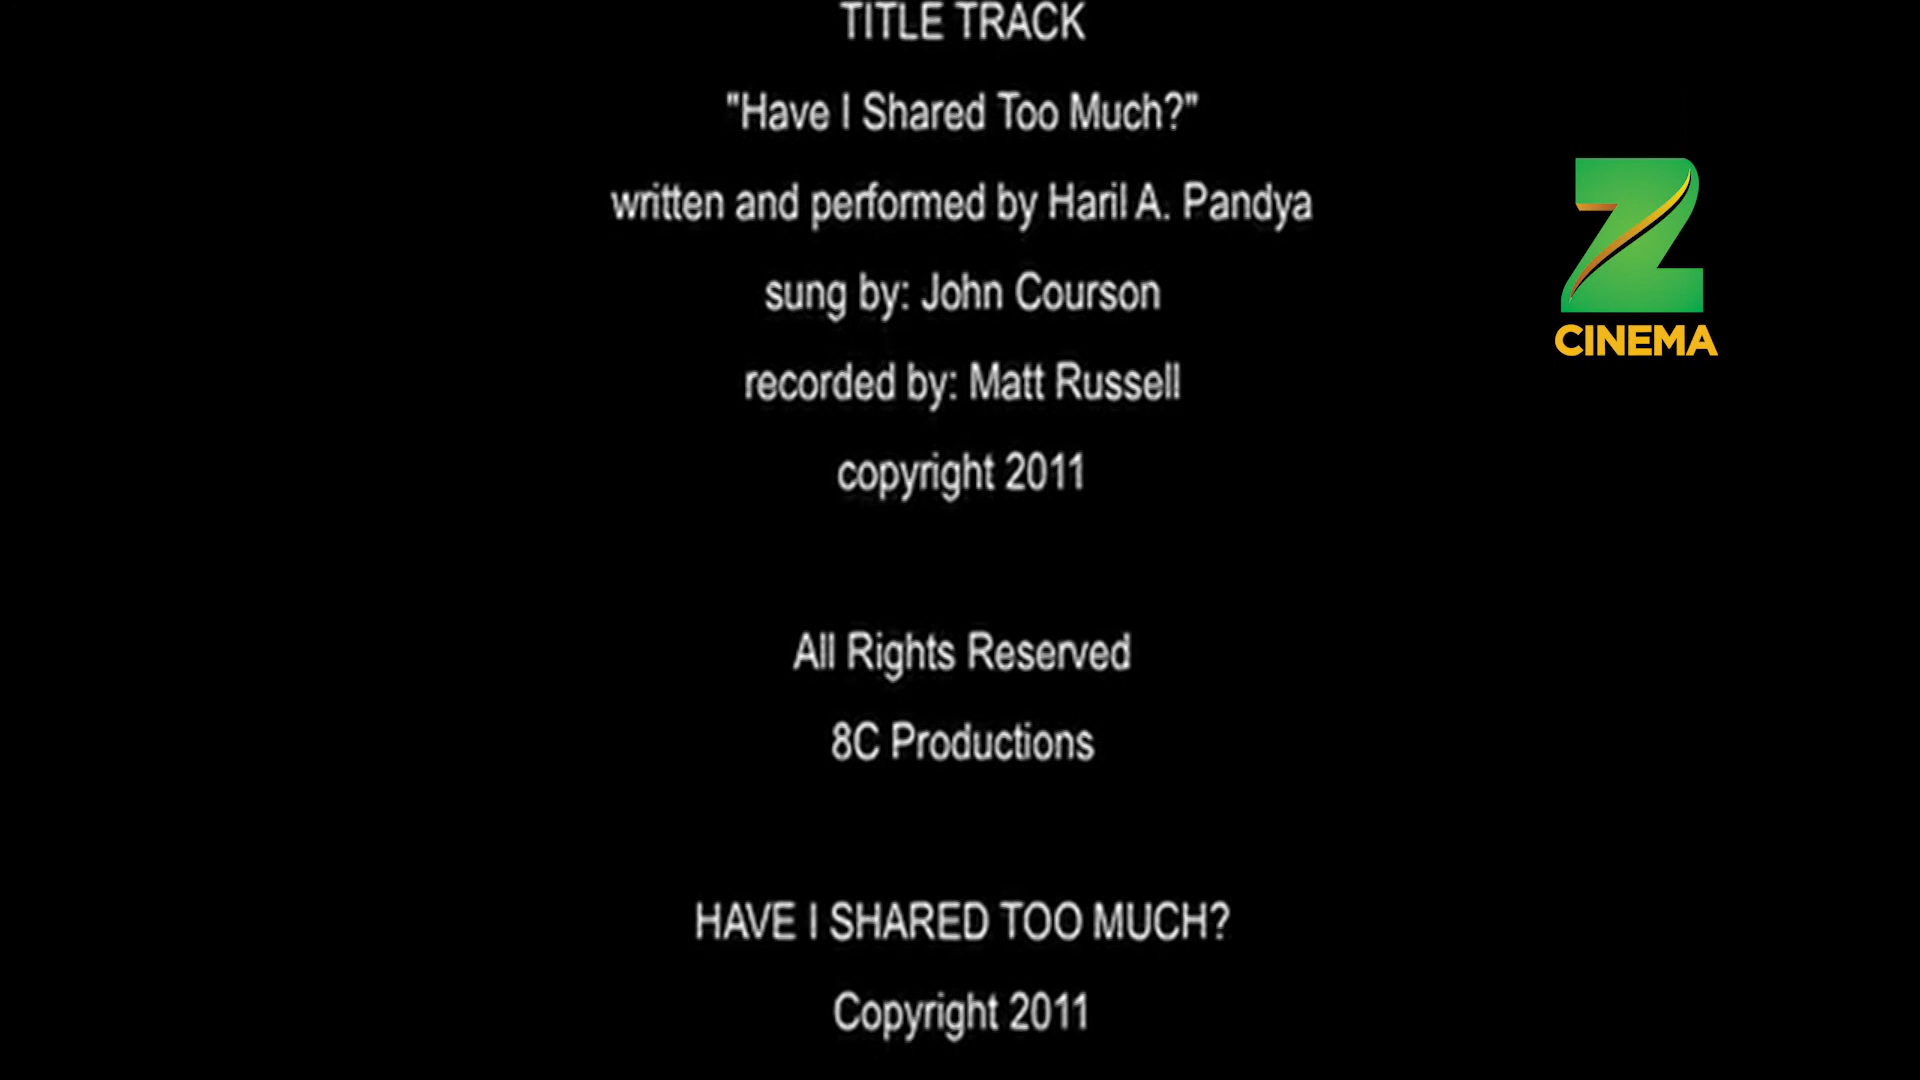 TITLE TRACK
"Have I Shared Too Much?"
written and performed by Haril A. Pandya
sung by: John Courson
recorded by: Matt Russell
copyright 2011
All Rights Reserved
8C Productions
HAVE I SHARED TOO MUCH?
Copyright 2011
Z
CINEMA